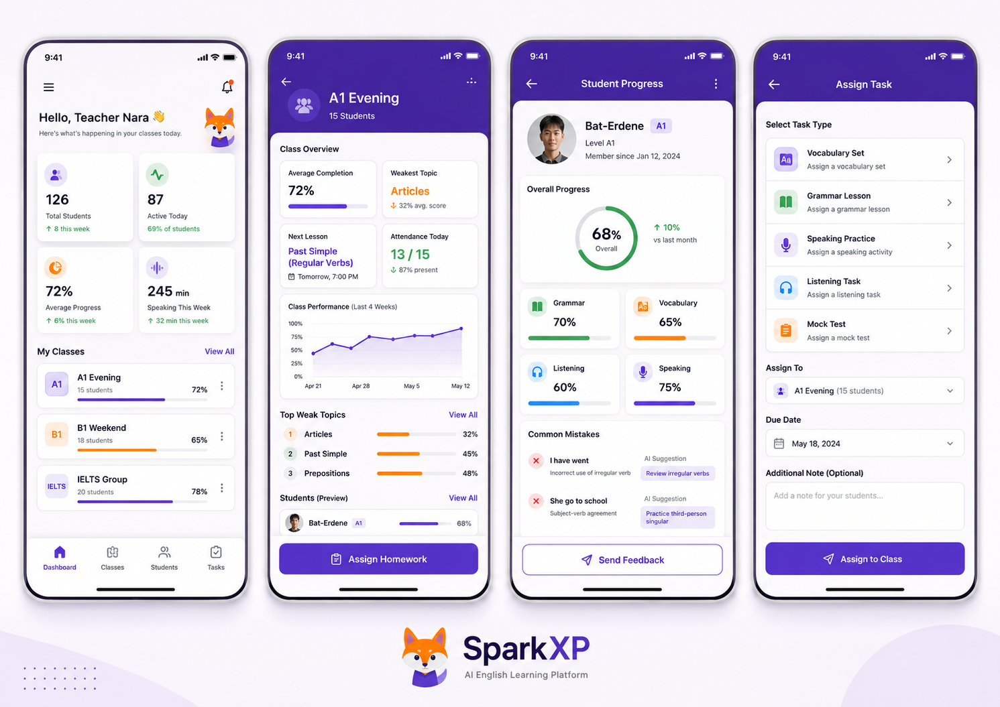 9:41
Hello, Teacher Nara 👋
Here's what's happening in your classes today.
126
Total Students
↑ 8 this week
87
Active Today
69% of students
72%
Average Progress
↑ 6% this week
245 min
Speaking This Week
↑ 32 min this week
My Classes
View All
A1
A1 Evening
15 students
72%
B1
B1 Weekend
18 students
65%
IELTS
IELTS Group
20 students
78%
Dashboard
Classes
Students
Tasks
9:41
A1 Evening
15 Students
Class Overview
Average Completion
72%
Weakest Topic
Articles
32% avg. score
Next Lesson
Past Simple
(Regular Verbs)
Tomorrow, 7:00 PM
Attendance Today
13 / 15
87% present
Class Performance (Last 4 Weeks)
100%
75%
50%
25%
0%
Apr 21
Apr 28
May 5
May 12
Top Weak Topics
View All
1 Articles 32%
2 Past Simple 45%
3 Prepositions 48%
Students (Preview)
View All
Bat-Erdene A1 68%
Assign Homework
9:41
Student Progress
Bat-Erdene A1
Level A1
Member since Jan 12, 2024
Overall Progress
68%
Overall
↑ 10%
vs last month
Grammar
70%
Vocabulary
65%
Listening
60%
Speaking
75%
Common Mistakes
I have went
Incorrect use of irregular verb
AI Suggestion
Review irregular verbs
She go to school
Subject-verb agreement
AI Suggestion
Practice third-person
singular
Send Feedback
9:41
Assign Task
Select Task Type
Vocabulary Set
Assign a vocabulary set
Grammar Lesson
Assign a grammar lesson
Speaking Practice
Assign a speaking activity
Listening Task
Assign a listening task
Mock Test
Assign a mock test
Assign To
A1 Evening (15 students)
Due Date
May 18, 2024
Additional Note (Optional)
Add a note for your students...
Assign to Class
SparkXP
AI English Learning Platform